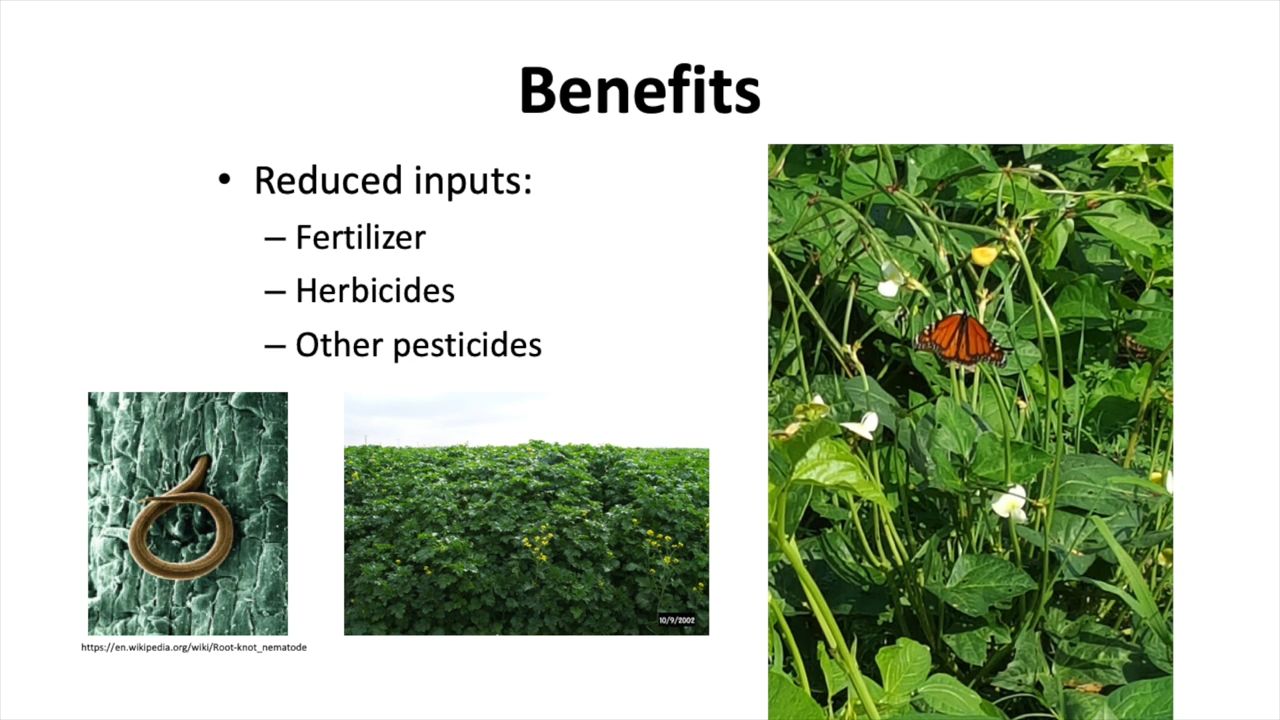 Benefits
• Reduced inputs:
– Fertilizer
– Herbicides
– Other pesticides
10/9/2002
https://en.wikipedia.org/wiki/Root-knot_nematode